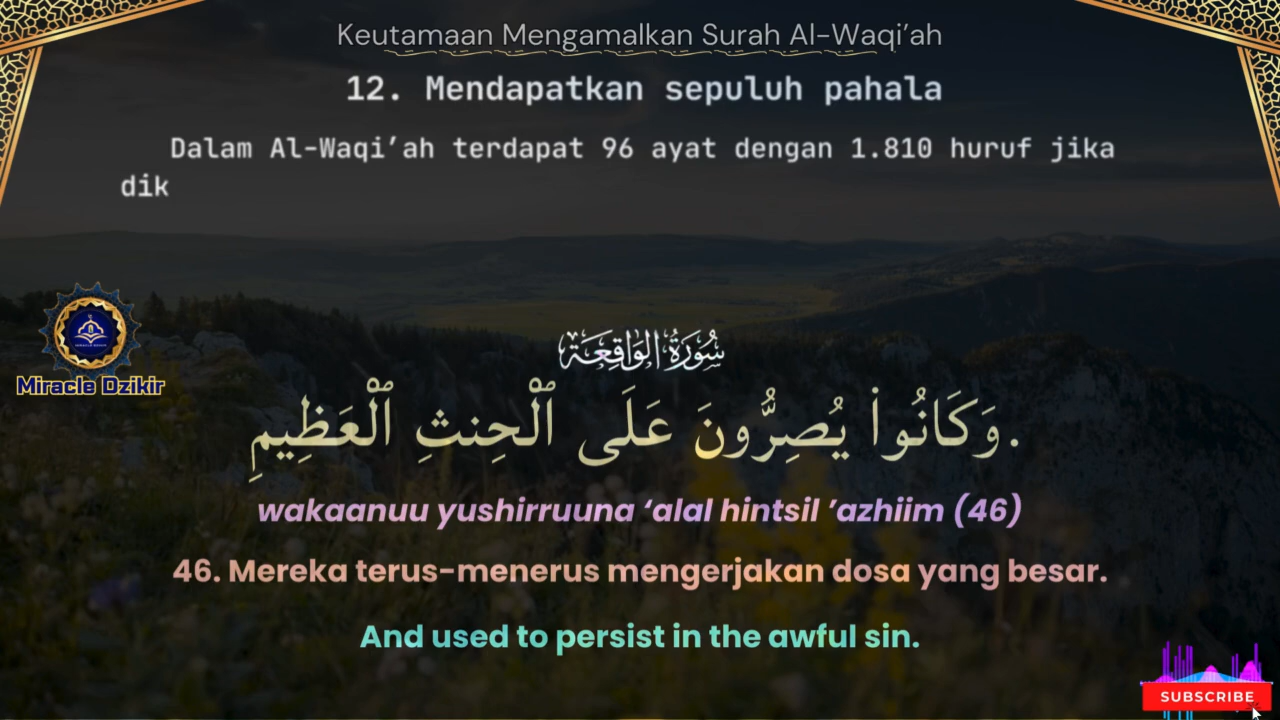 Keutamaan Mengamalkan Surah Al-Waqi’ah
12. Mendapatkan sepuluh pahala
Dalam Al-Waqi’ah terdapat 96 ayat dengan 1.810 huruf jika
dik
Miracle Dzikir
سُورَةُ الوَاقِعَةِ
وَكَانُوا۟ يُصِرُّونَ عَلَى ٱلْحِنثِ ٱلْعَظِيمِ.
wakaanuu yushirruuna ‘alal hintsil ’azhiim (46)
46. Mereka terus-menerus mengerjakan dosa yang besar.
And used to persist in the awful sin.
SUBSCRIBE